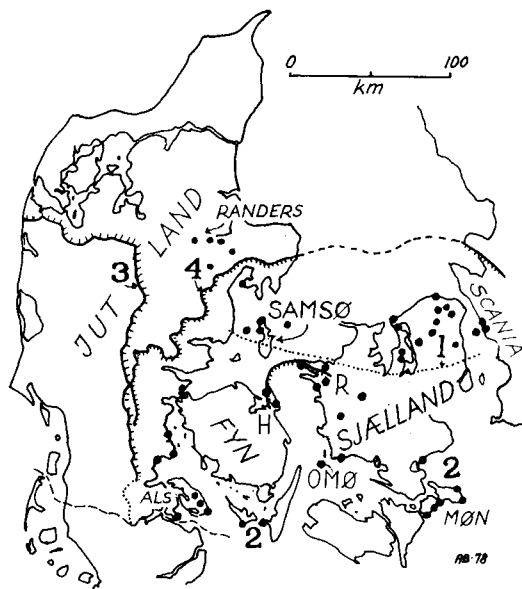 0 100
km
RANDERS
JUT LAND
3
4
SAMSØ
SCANIA
1
R
H
FYN
SJÆLLAND
OMØ
2
ALS
2
MØN
AB-78